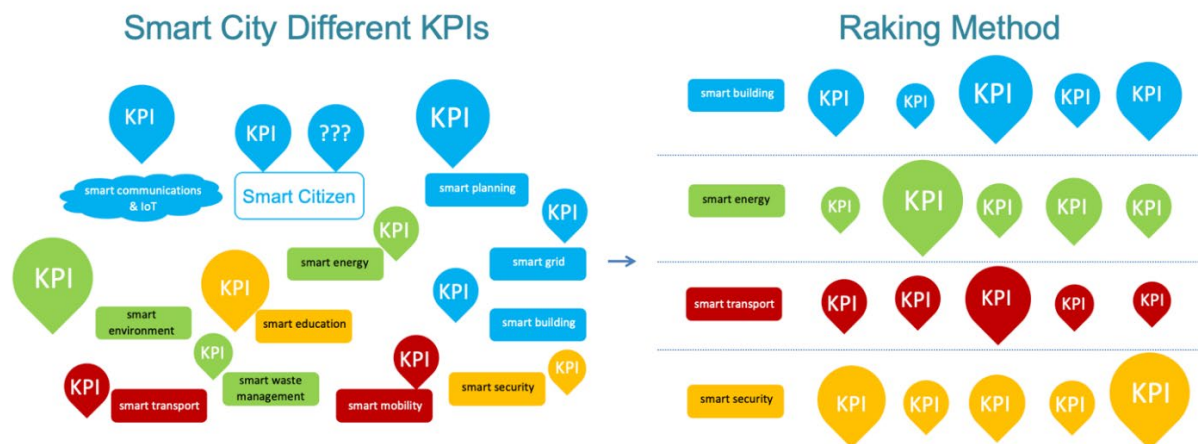 Smart City Different KPIs
KPI
KPI
???
KPI
smart communications
& IoT
Smart Citizen
smart planning
KPI
KPI
smart energy
smart grid
KPI
KPI
KPI
smart
environment
smart education
smart building
KPI
KPI
KPI
KPI
smart transport
smart waste
management
smart mobility
smart security
Raking Method
smart building
KPI
KPI
KPI
KPI
KPI
smart energy
KPI
KPI
KPI
KPI
KPI
smart transport
KPI
KPI
KPI
KPI
KPI
smart security
KPI
KPI
KPI
KPI
KPI